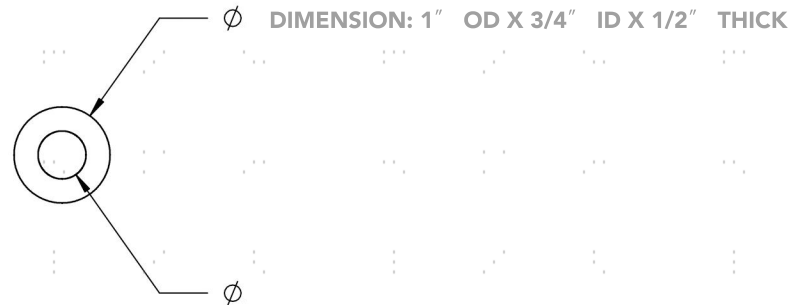 Ø DIMENSION: 1″ OD X 3/4″ ID X 1/2″ THICK
Ø